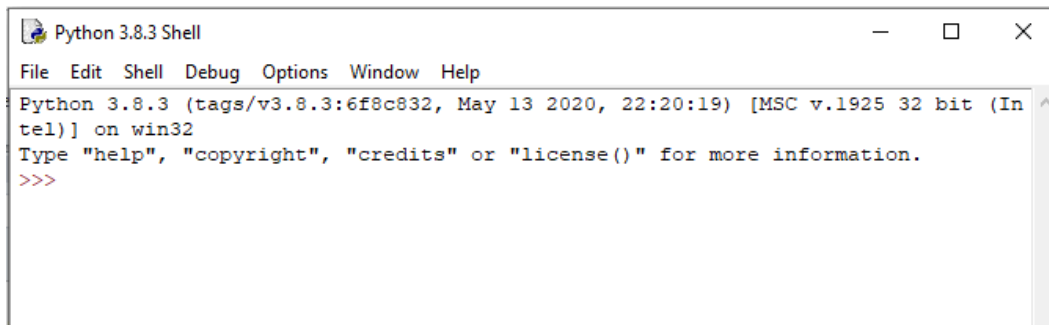 Python 3.8.3 Shell
File Edit Shell Debug Options Window Help
Python 3.8.3 (tags/v3.8.3:6f8c832, May 13 2020, 22:20:19) [MSC v.1925 32 bit (In
tel)] on win32
Type "help", "copyright", "credits" or "license()" for more information.
>>>